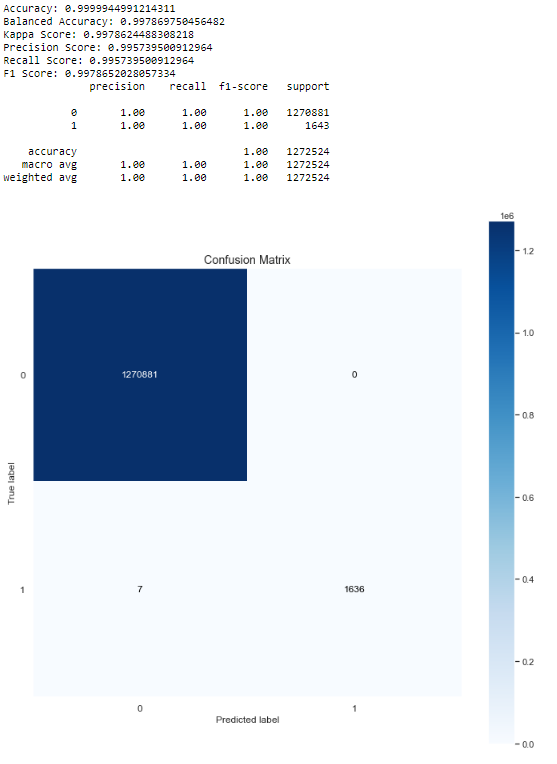 Accuracy: 0.9999944991214311
Balanced Accuracy: 0.997869750456482
Kappa Score: 0.9978624488308218
Precision Score: 0.995739500912964
Recall Score: 0.995739500912964
F1 Score: 0.9978652028057334
precision recall f1-score support
0 1.00 1.00 1.00 1270881
1 1.00 1.00 1.00 1643
accuracy 1.00 1272524
macro avg 1.00 1.00 1.00 1272524
weighted avg 1.00 1.00 1.00 1272524
1e6
Confusion Matrix
1.2
1.0
0.8
0.6
0.4
0.2
0.0
0
1270881
0
True label
1
7
1636
0
1
Predicted label